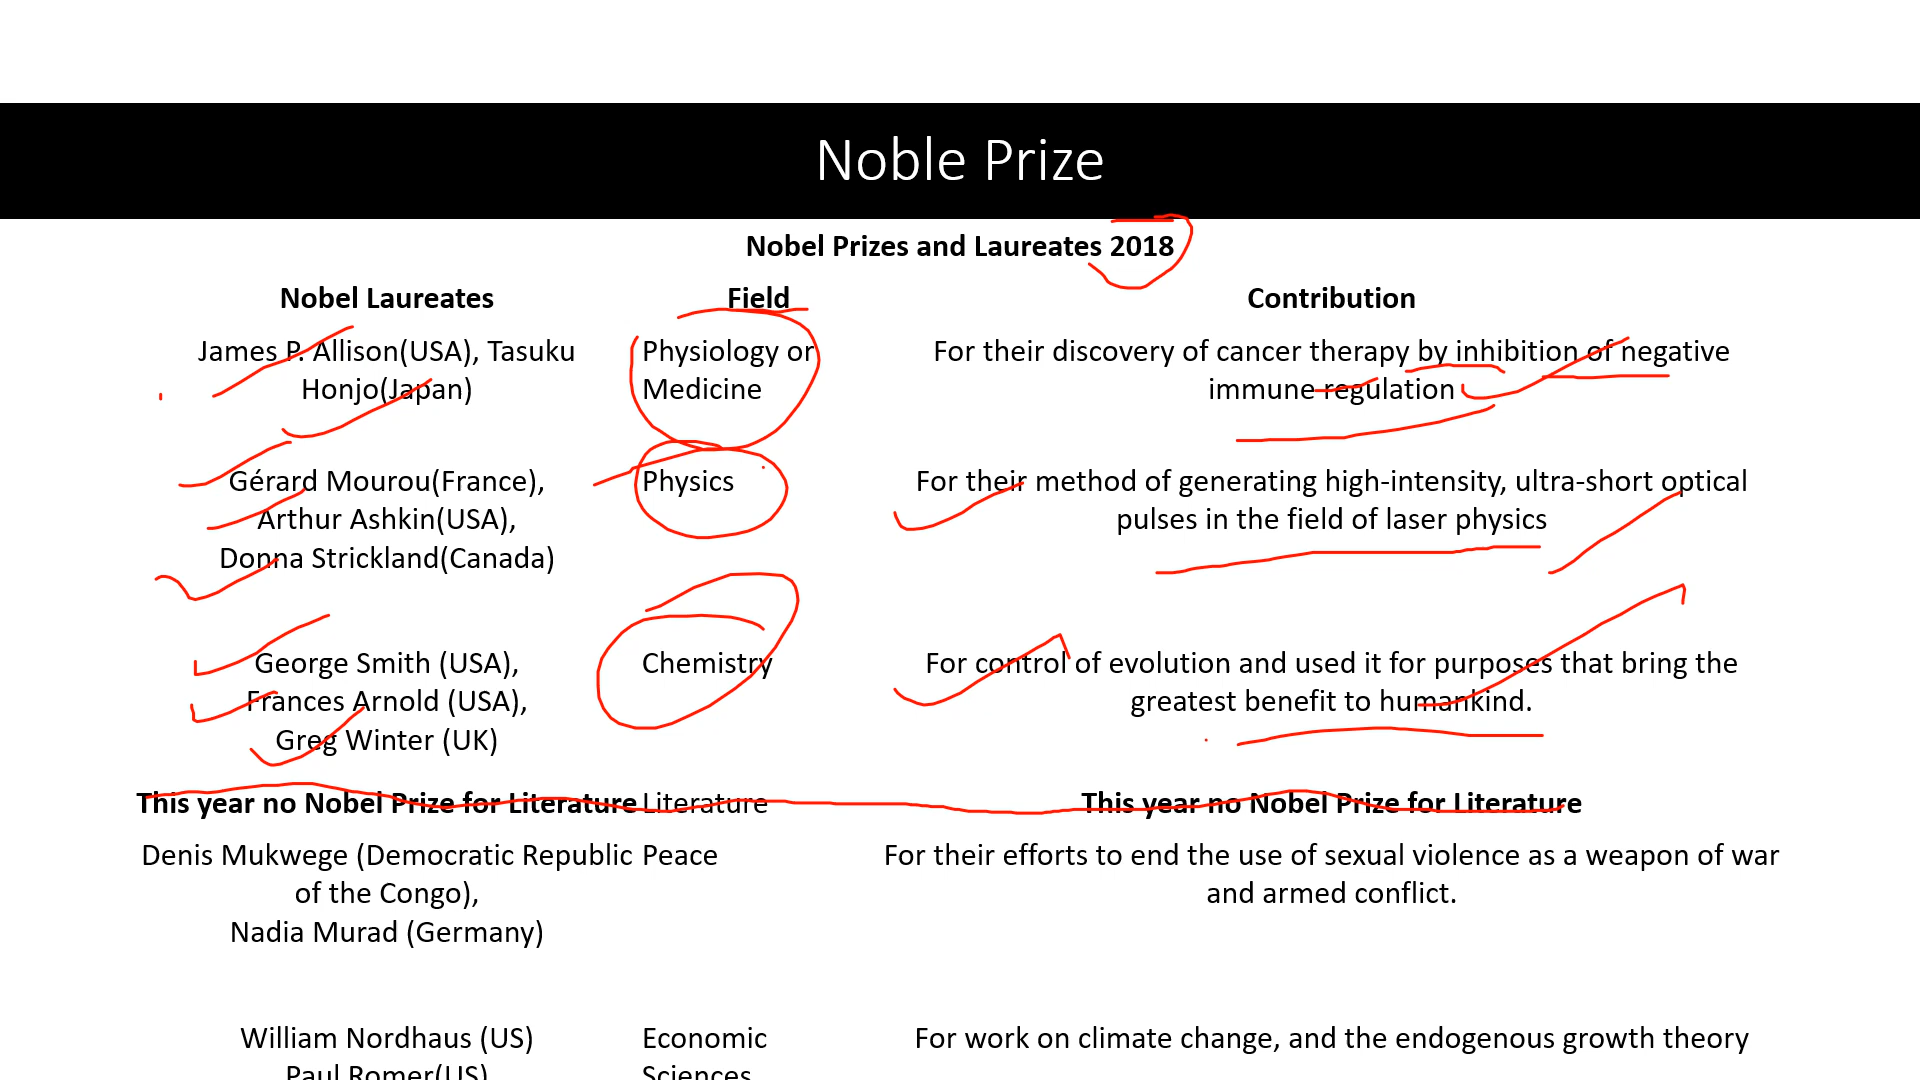 Noble Prize
Nobel Prizes and Laureates 2018
Nobel Laureates Field Contribution
James P. Allison(USA), Tasuku Physiology or For their discovery of cancer therapy by inhibition of negative
Honjo(Japan) Medicine immune regulation
Gérard Mourou(France), Physics For their method of generating high-intensity, ultra-short optical
Arthur Ashkin(USA), pulses in the field of laser physics
Donna Strickland(Canada)
George Smith (USA), Chemistry For control of evolution and used it for purposes that bring the
Frances Arnold (USA), greatest benefit to humankind.
Greg Winter (UK)
This year no Nobel Prize for Literature Literature This year no Nobel Prize for Literature
Denis Mukwege (Democratic Republic Peace For their efforts to end the use of sexual violence as a weapon of war
of the Congo), and armed conflict.
Nadia Murad (Germany)
William Nordhaus (US) Economic For work on climate change, and the endogenous growth theory
Paul Romer(US) Sciences